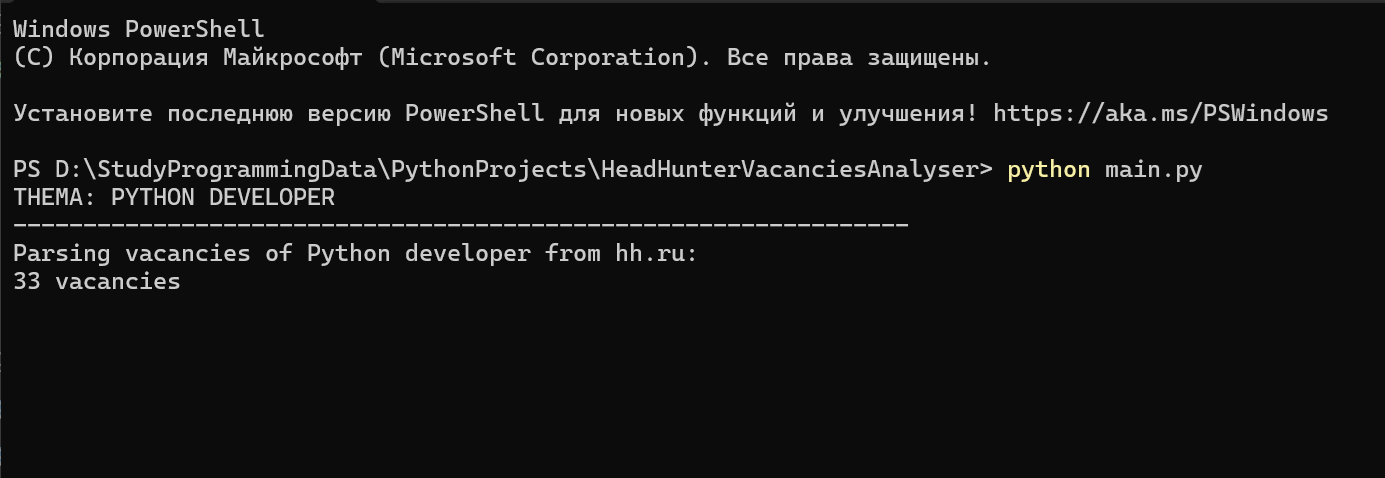 Windows PowerShell
(C) Корпорация Майкрософт (Microsoft Corporation). Все права защищены.
Установите последнюю версию PowerShell для новых функций и улучшения! https://aka.ms/PSWindows
PS D:\StudyProgrammingData\PythonProjects\HeadHunterVacanciesAnalyser> python main.py
THEMA: PYTHON DEVELOPER
----------------------------------------------------------------
Parsing vacancies of Python developer from hh.ru:
33 vacancies